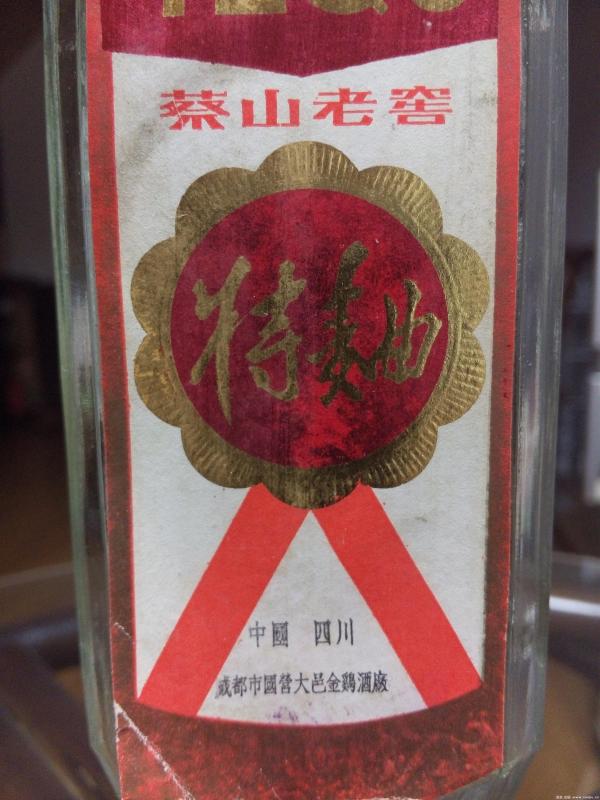 蔡山老窖
特麯
中國 四川
成都市國營大邑金鷄酒廠